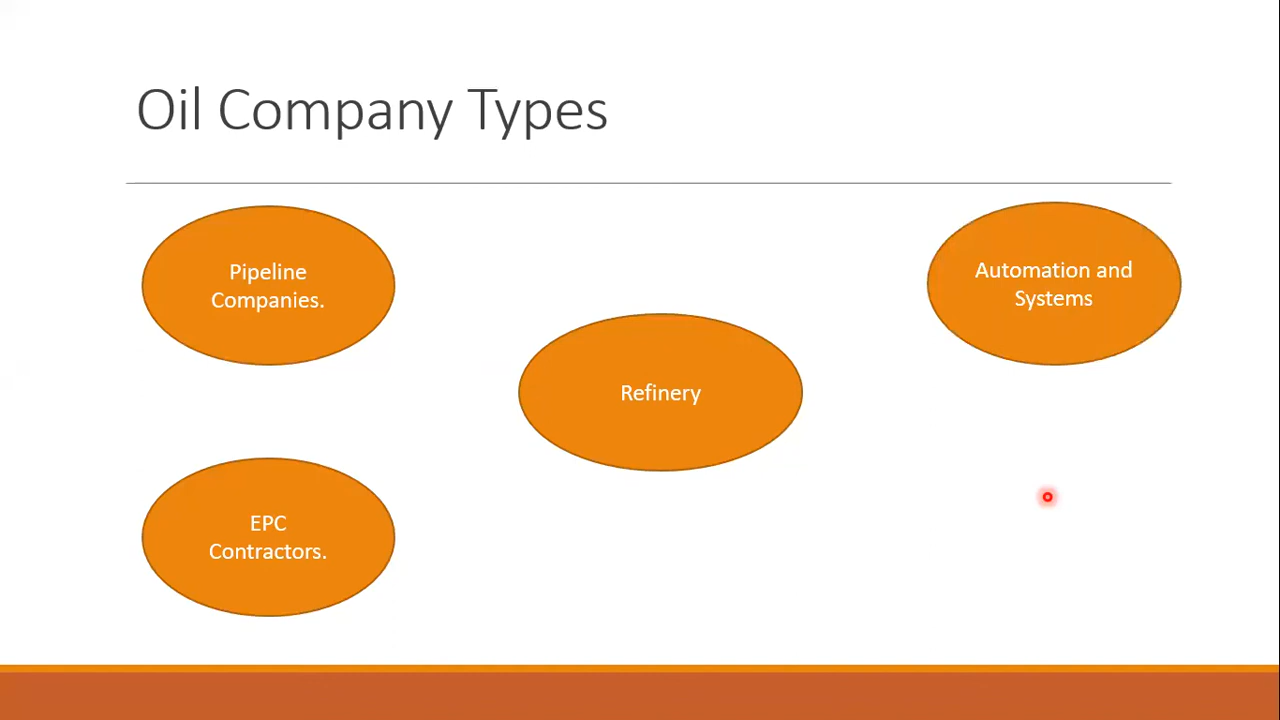 Oil Company Types
Pipeline
Companies.
Automation and
Systems
Refinery
EPC
Contractors.